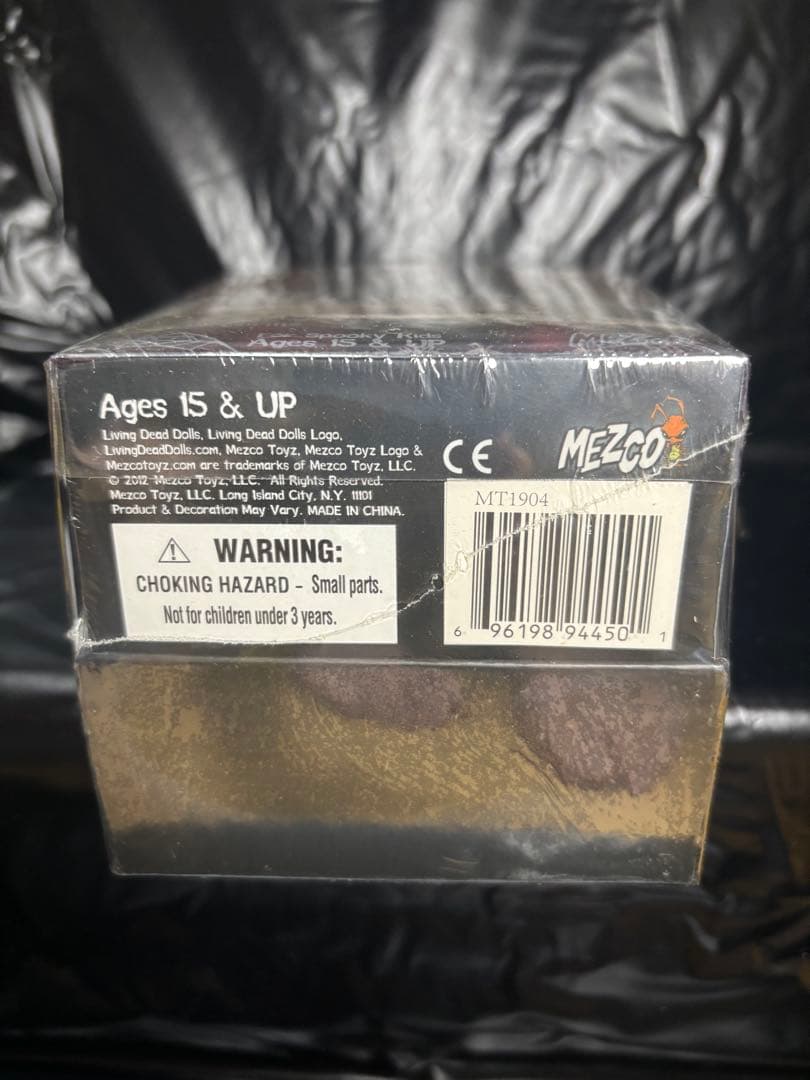 For Spooky Kids
Ages 15 & UP
Ages 15 & UP
Living Dead Dolls, Living Dead Dolls Logo,
LivingDeadDolls.com, Mezco Toyz, Mezco Toyz Logo &
Mezcotoyz.com are trademarks of Mezco Toyz, LLC.
© 2012 Mezco Toyz, LLC. All Rights Reserved.
Mezco Toyz, LLC. Long Island City, N.Y. 11101
Product & Decoration May Vary. MADE IN CHINA.
CE
MEZCO
WARNING:
CHOKING HAZARD - Small parts.
Not for children under 3 years.
MT1904
6 96198 94450 1